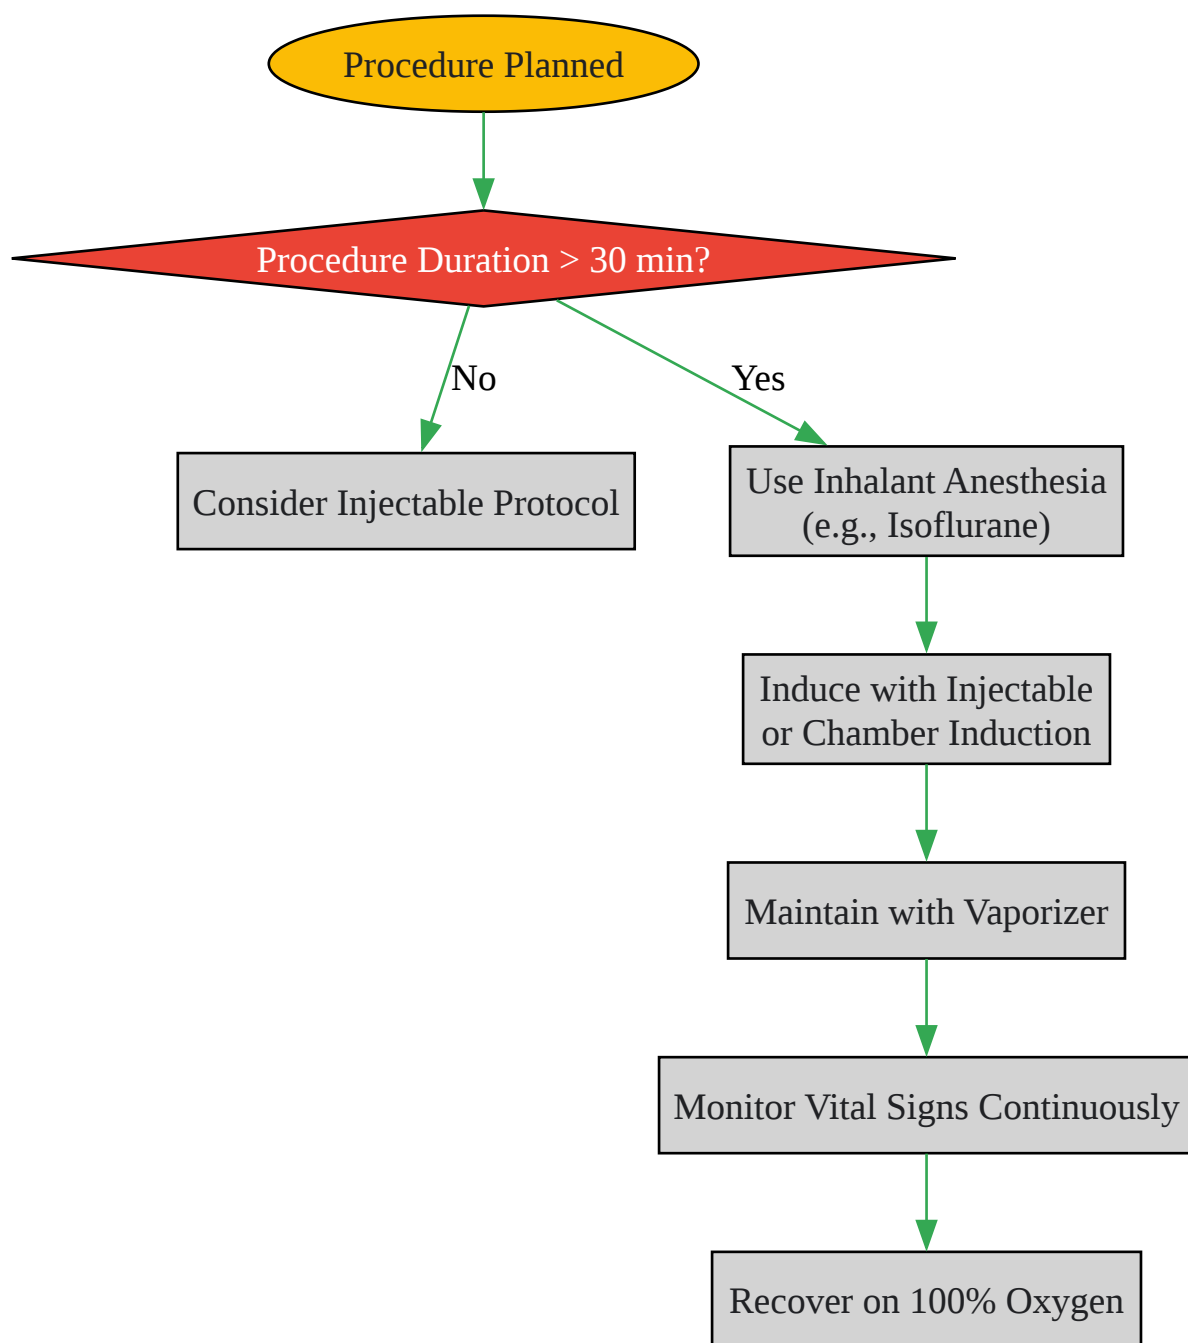 Procedure Planned
Procedure Duration > 30 min?
No
Yes
Consider Injectable Protocol
Use Inhalant Anesthesia
(e.g., Isoflurane)
Induce with Injectable
or Chamber Induction
Maintain with Vaporizer
Monitor Vital Signs Continuously
Recover on 100% Oxygen